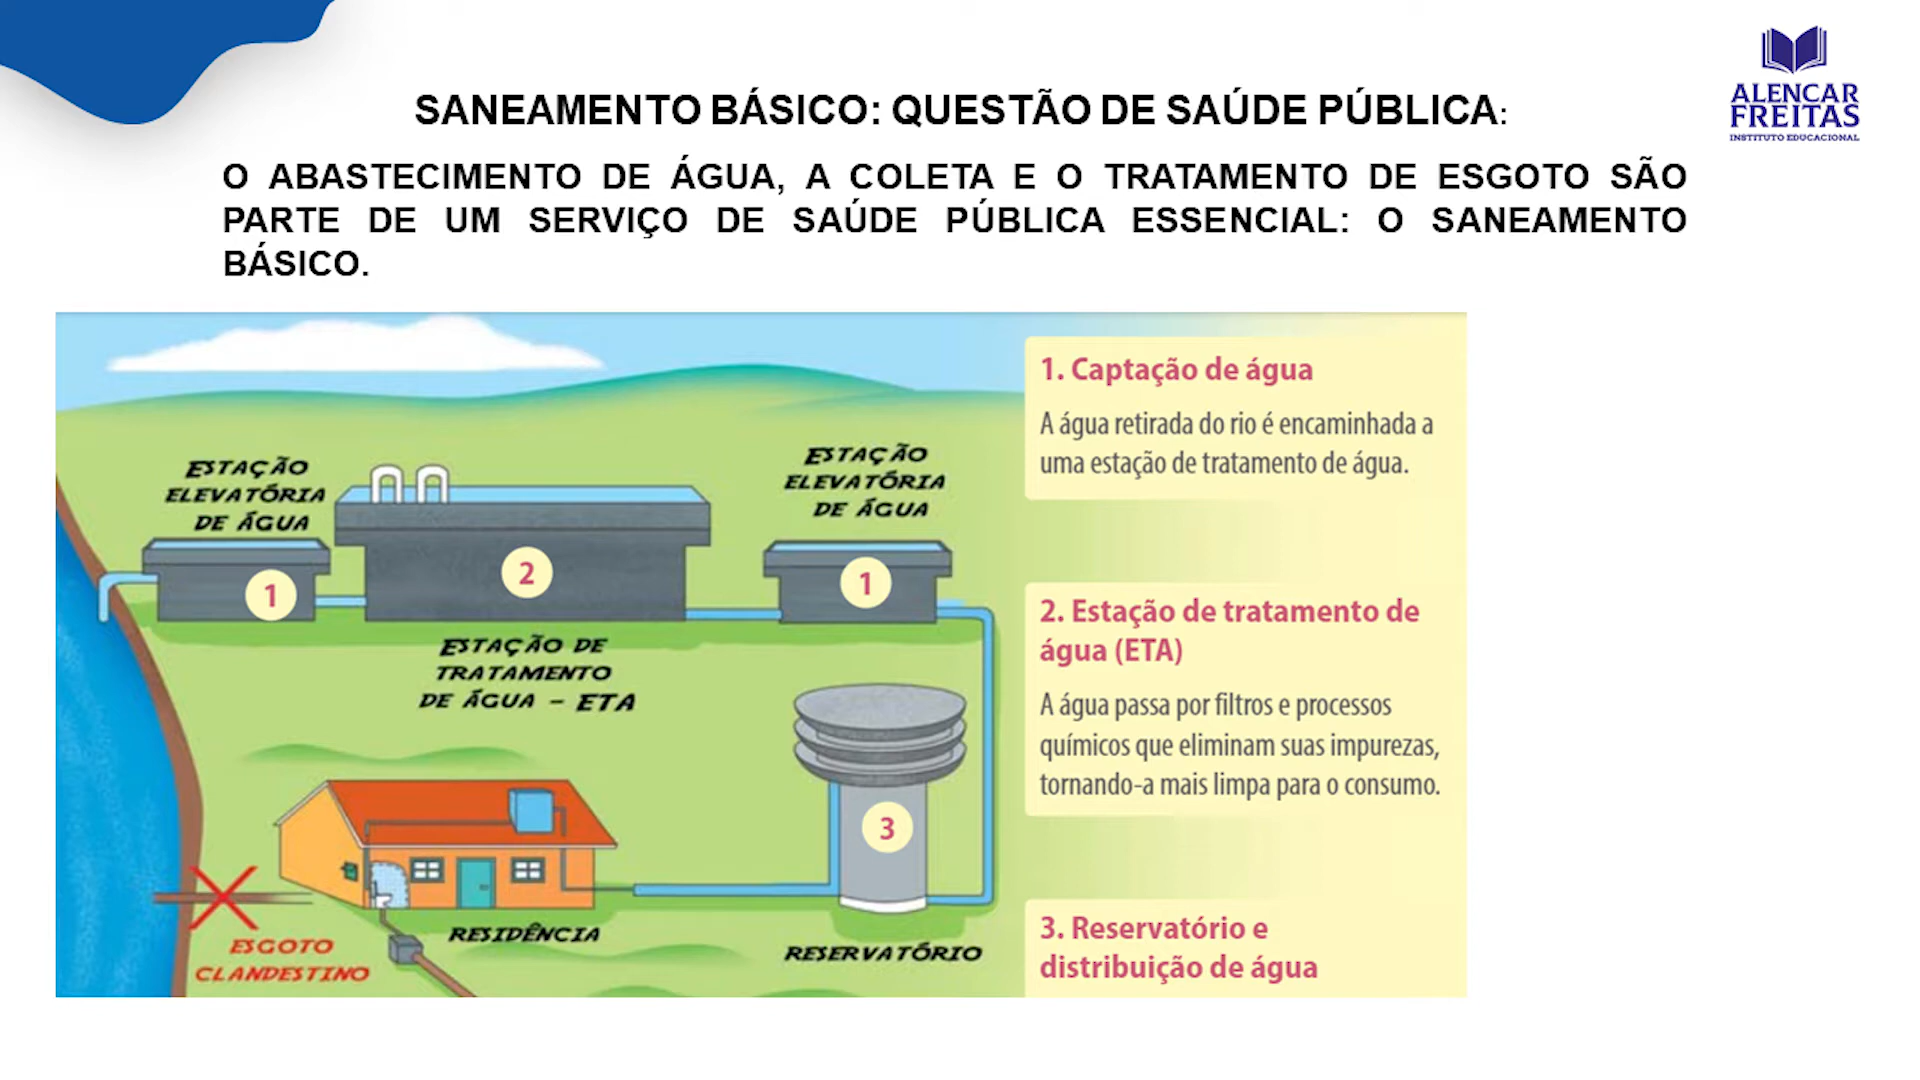 ALENCAR
FREITAS
INSTITUTO EDUCACIONAL
SANEAMENTO BÁSICO: QUESTÃO DE SAÚDE PÚBLICA:
O ABASTECIMENTO DE ÁGUA, A COLETA E O TRATAMENTO DE ESGOTO SÃO
PARTE DE UM SERVIÇO DE SAÚDE PÚBLICA ESSENCIAL: O SANEAMENTO
BÁSICO.
ESTAÇÃO
ELEVATÓRIA
DE ÁGUA
1
2
ESTAÇÃO DE
TRATAMENTO
DE ÁGUA – ETA
ESTAÇÃO
ELEVATÓRIA
DE ÁGUA
1
3
RESERVATÓRIO
RESIDÊNCIA
ESGOTO
CLANDESTINO
1. Captação de água
A água retirada do rio é encaminhada a
uma estação de tratamento de água.
2. Estação de tratamento de
água (ETA)
A água passa por filtros e processos
químicos que eliminam suas impurezas,
tornando-a mais limpa para o consumo.
3. Reservatório e
distribuição de água